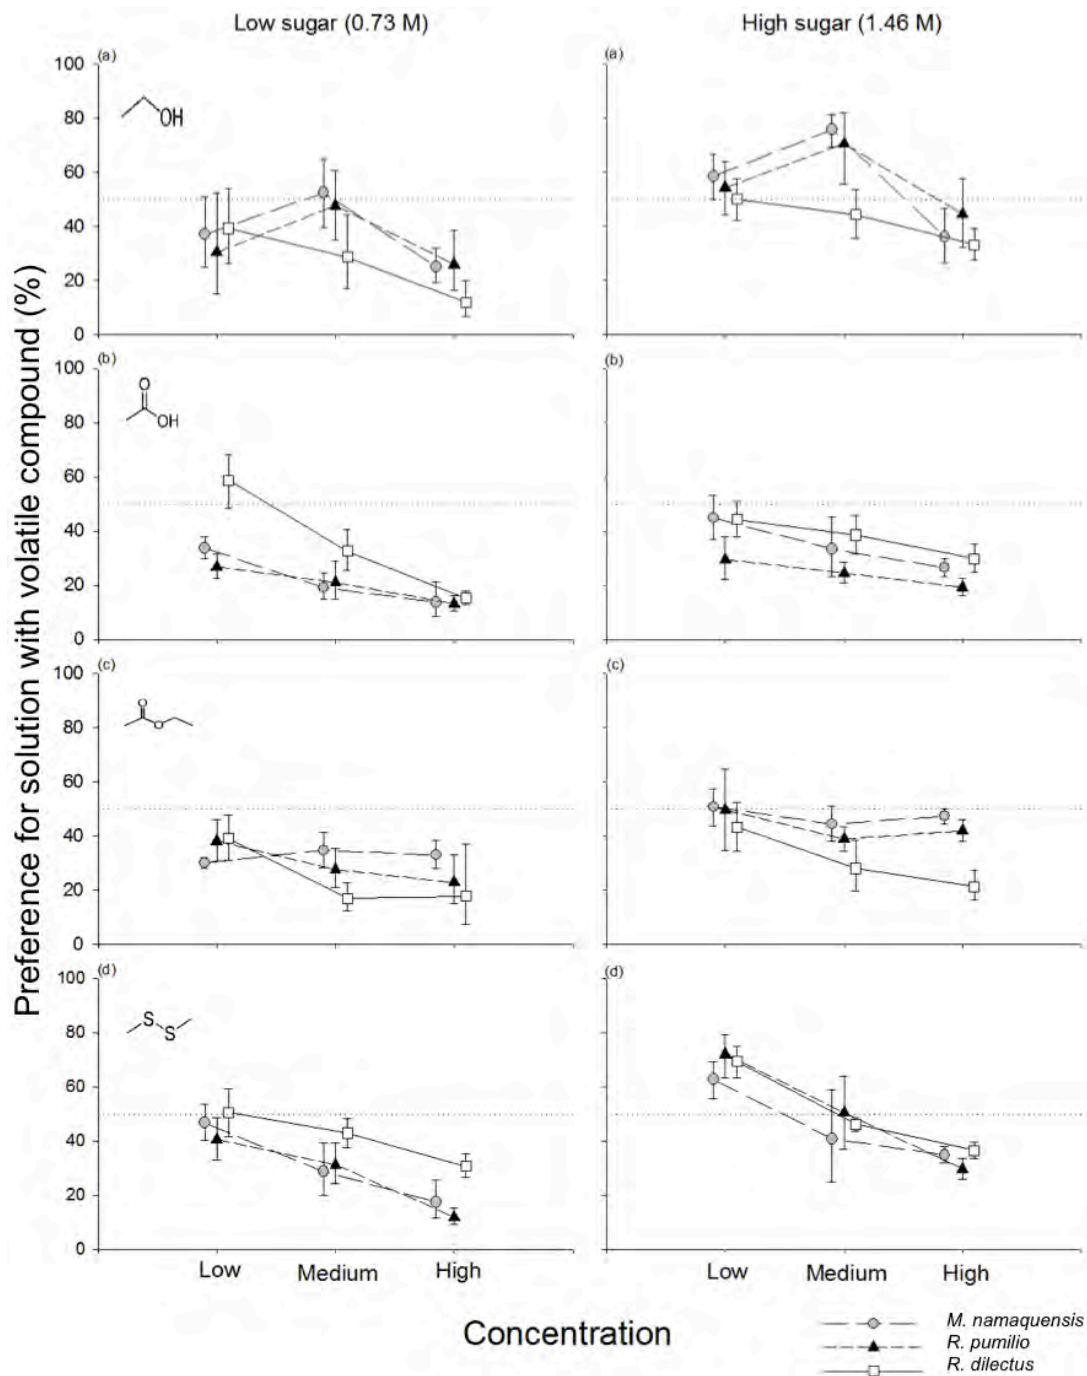 Low sugar (0.73 M)
High sugar (1.46 M)
Preference for solution with volatile compound (%)
(a)
100
80
60
40
20
0
OH
(a)
(b)
100
80
60
40
20
0
O
OH
(b)
(c)
100
80
60
40
20
0
O
O
(c)
(d)
100
80
60
40
20
0
S
S
(d)
Low
Medium
High
Low
Medium
High
Concentration
M. namaquensis
R. pumilio
R. dilectus